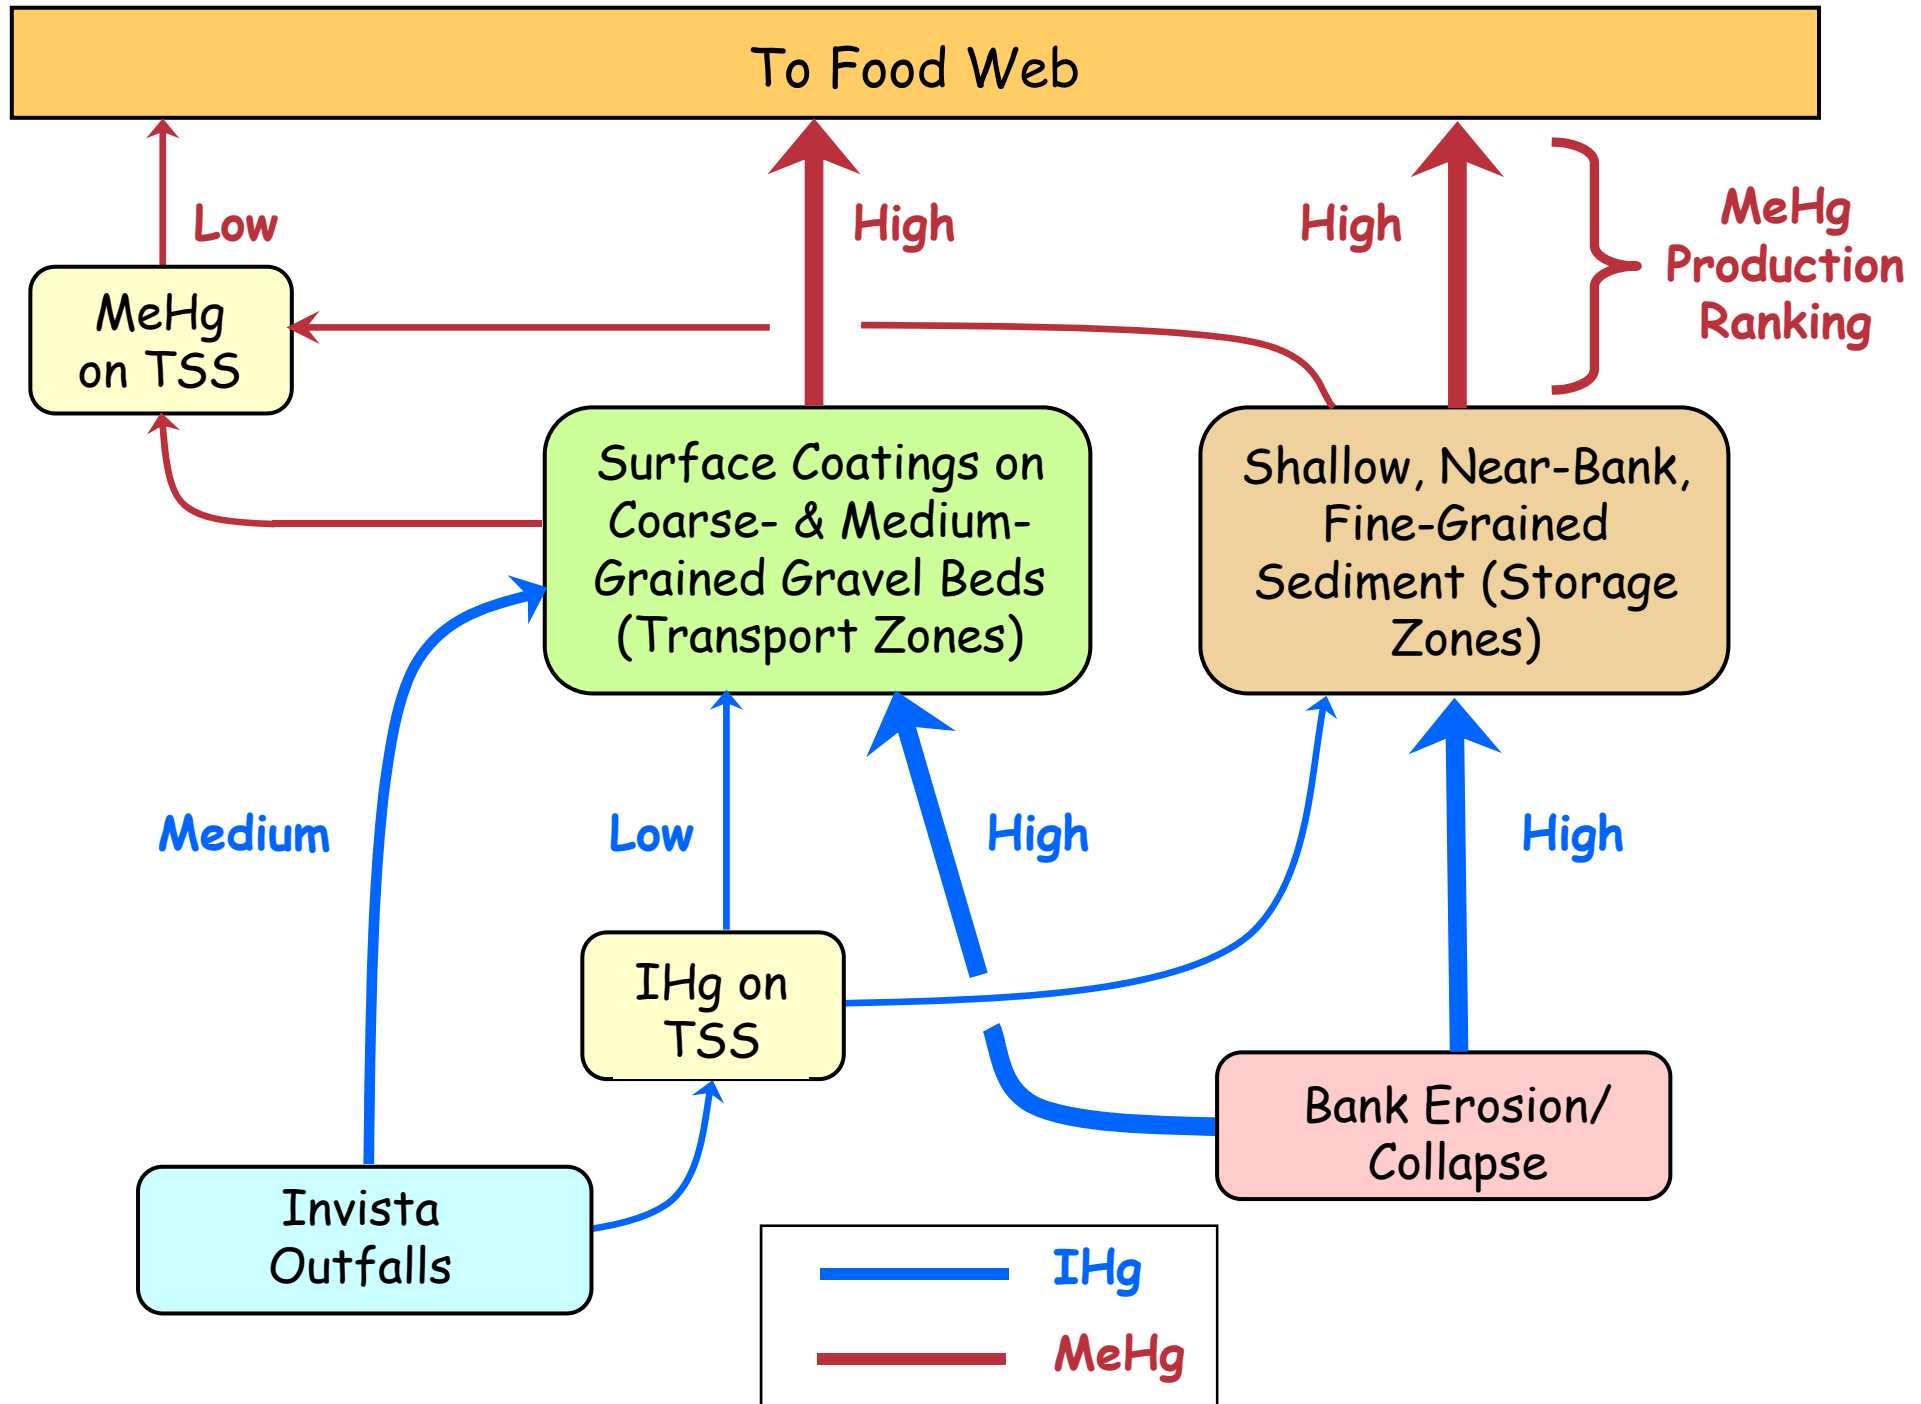 To Food Web
Low
High
High
MeHg
Production
Ranking
MeHg
on TSS
Surface Coatings on
Coarse- & Medium-
Grained Gravel Beds
(Transport Zones)
Shallow, Near-Bank,
Fine-Grained
Sediment (Storage
Zones)
Medium
Low
High
High
IHg on
TSS
Bank Erosion/
Collapse
Invista
Outfalls
IHg
MeHg